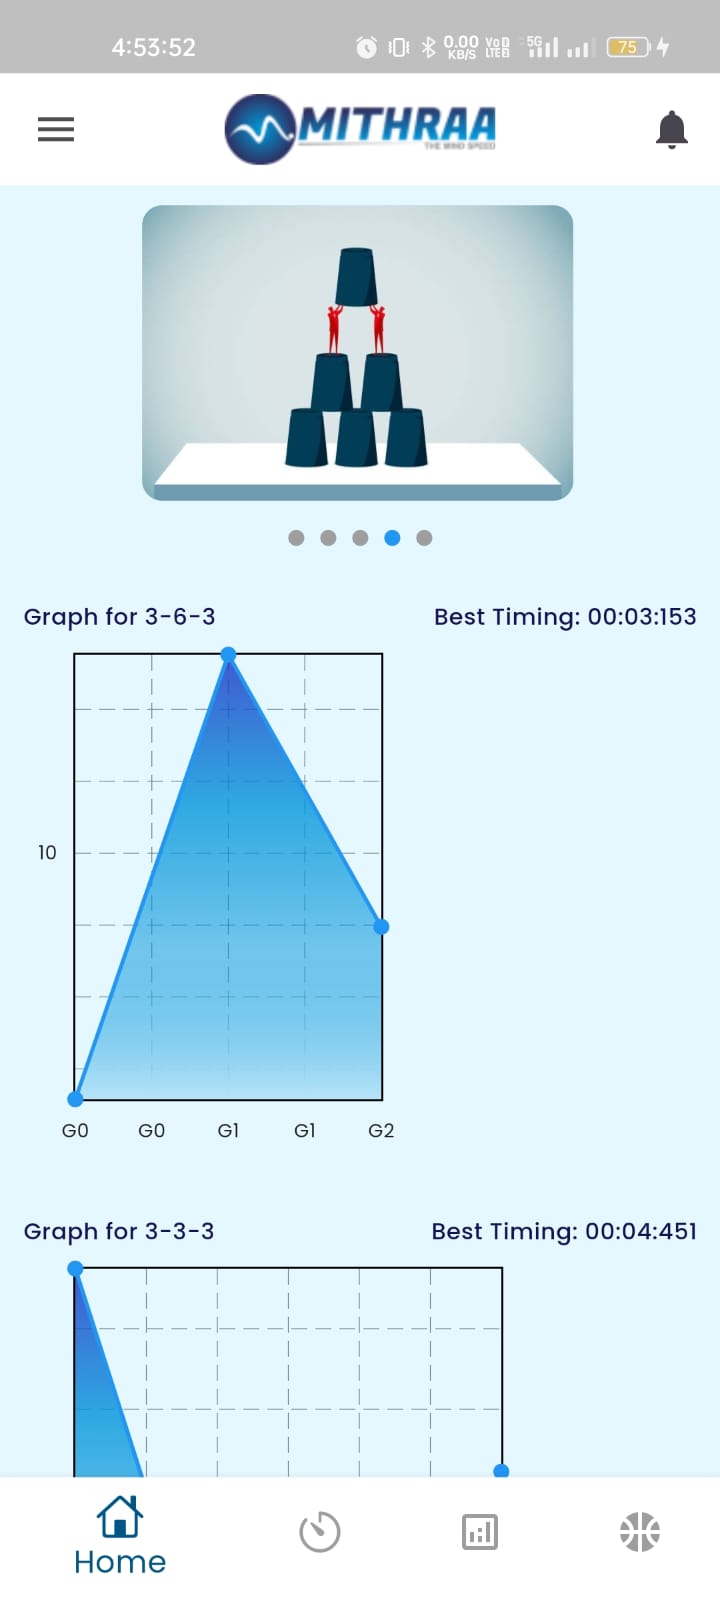 4:53:52
0.00 KB/S
VoD LTE
5G
75
MITHRAA
THE MIND SPEED
Graph for 3-6-3
Best Timing: 00:03:153
10
G0 G0 G1 G1 G2
Graph for 3-3-3
Best Timing: 00:04:451
Home